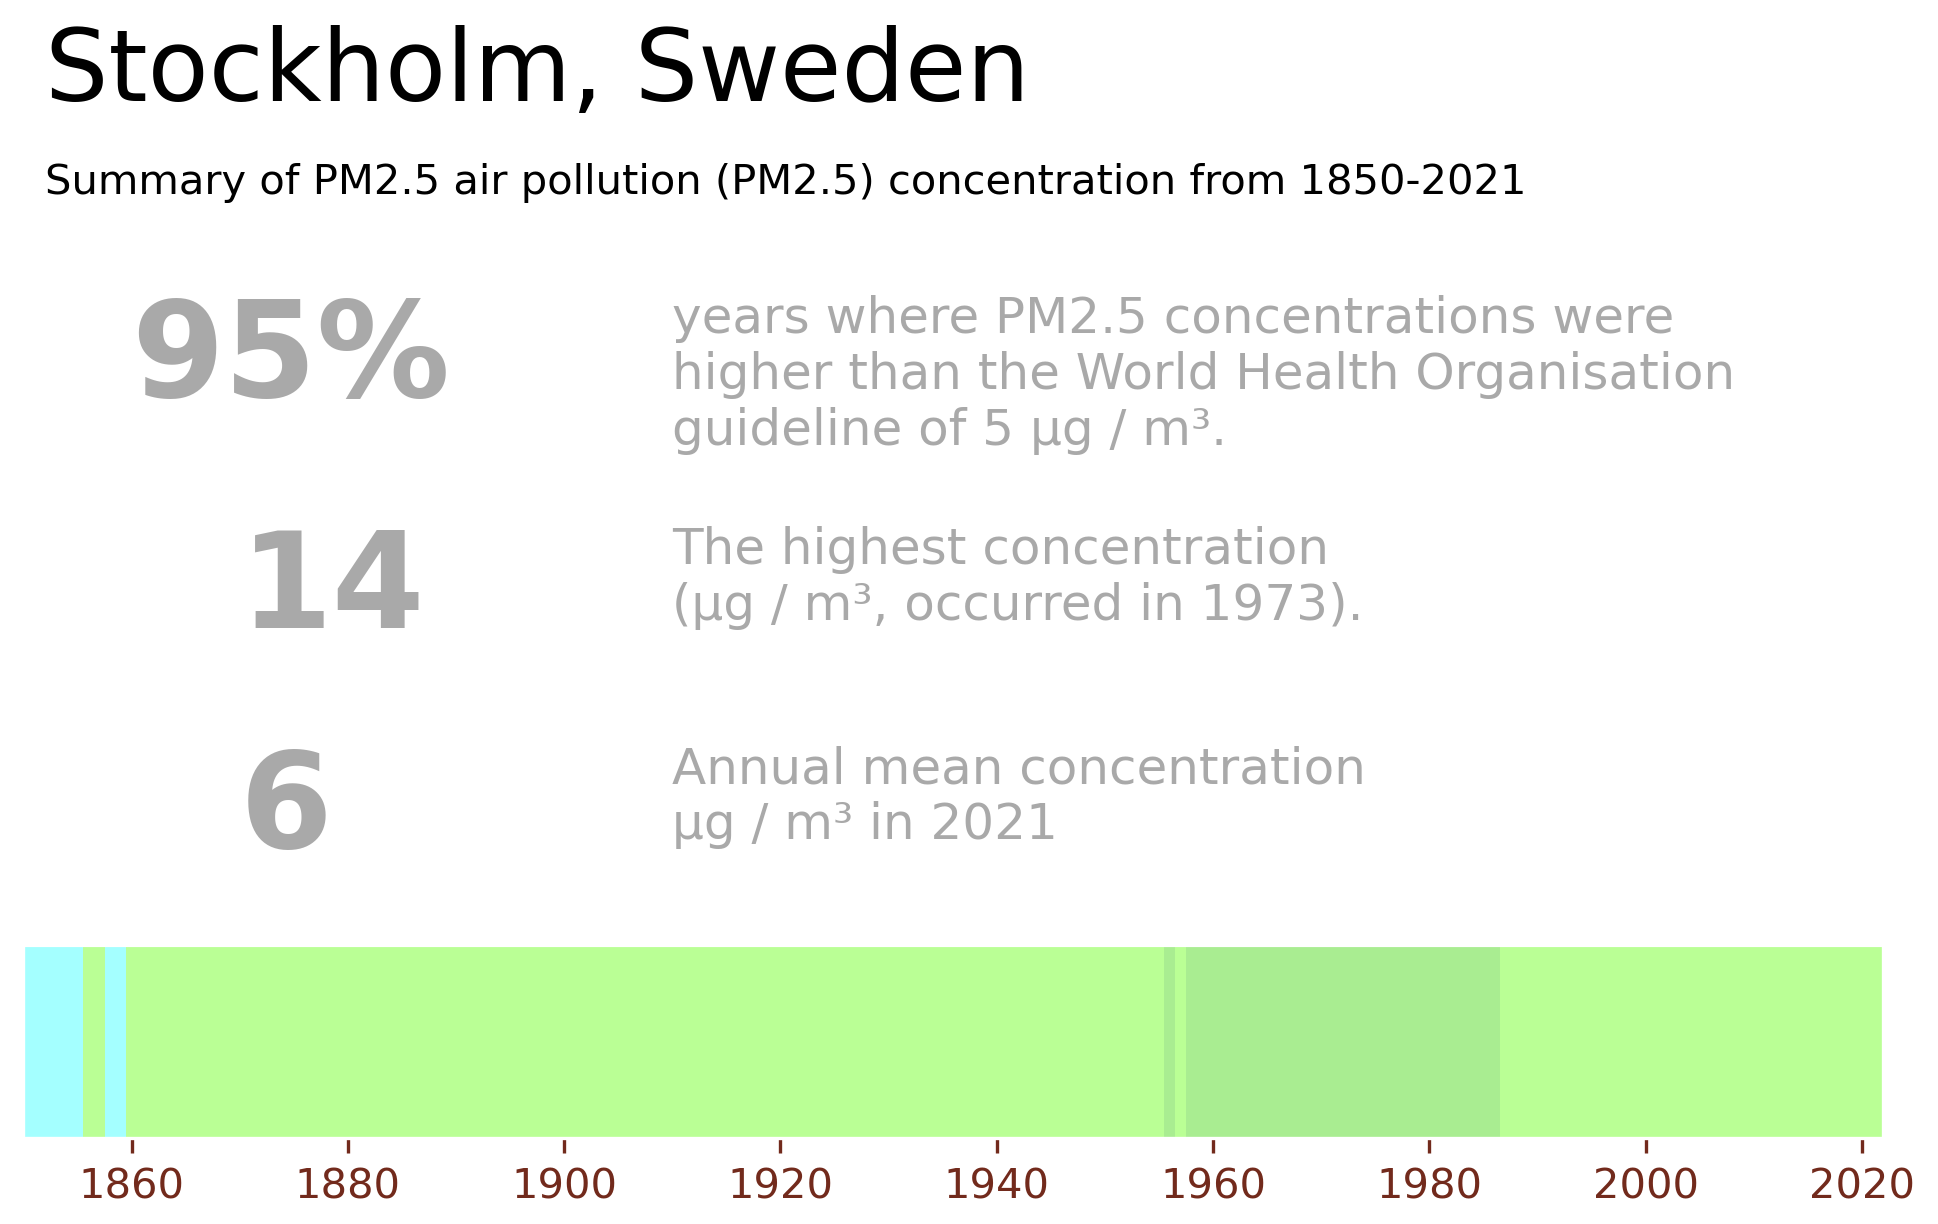 Stockholm, Sweden
Summary of PM2.5 air pollution (PM2.5) concentration from 1850-2021
95%
years where PM2.5 concentrations were
higher than the World Health Organisation
guideline of 5 µg / m³.
14
The highest concentration
(µg / m³, occurred in 1973).
6
Annual mean concentration
µg / m³ in 2021
1860 1880 1900 1920 1940 1960 1980 2000 2020